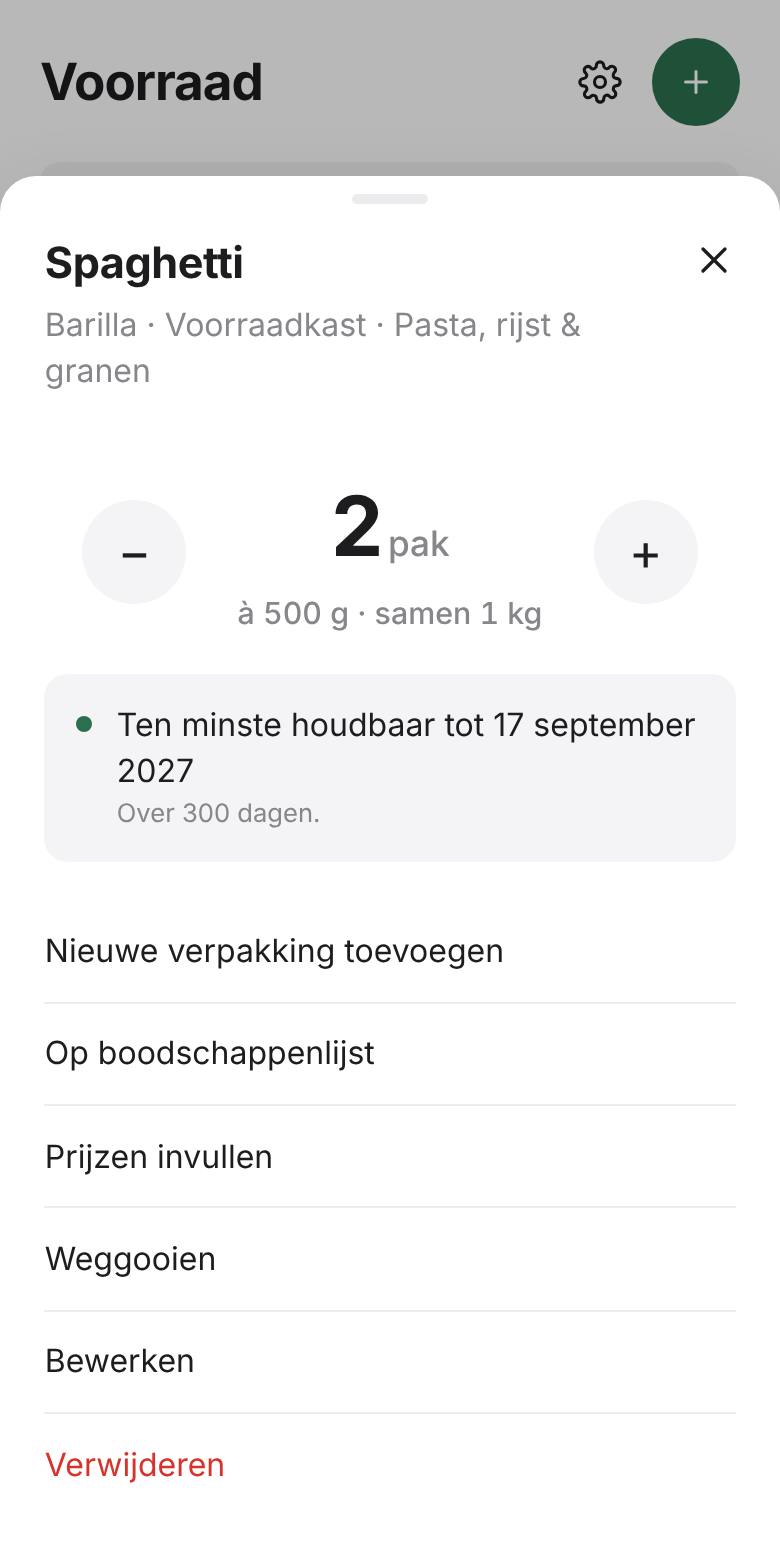 Voorraad
Spaghetti
Barilla · Voorraadkast · Pasta, rijst &
granen
2 pak
à 500 g · samen 1 kg
Ten minste houdbaar tot 17 september
2027
Over 300 dagen.
Nieuwe verpakking toevoegen
Op boodschappenlijst
Prijzen invullen
Weggooien
Bewerken
Verwijderen